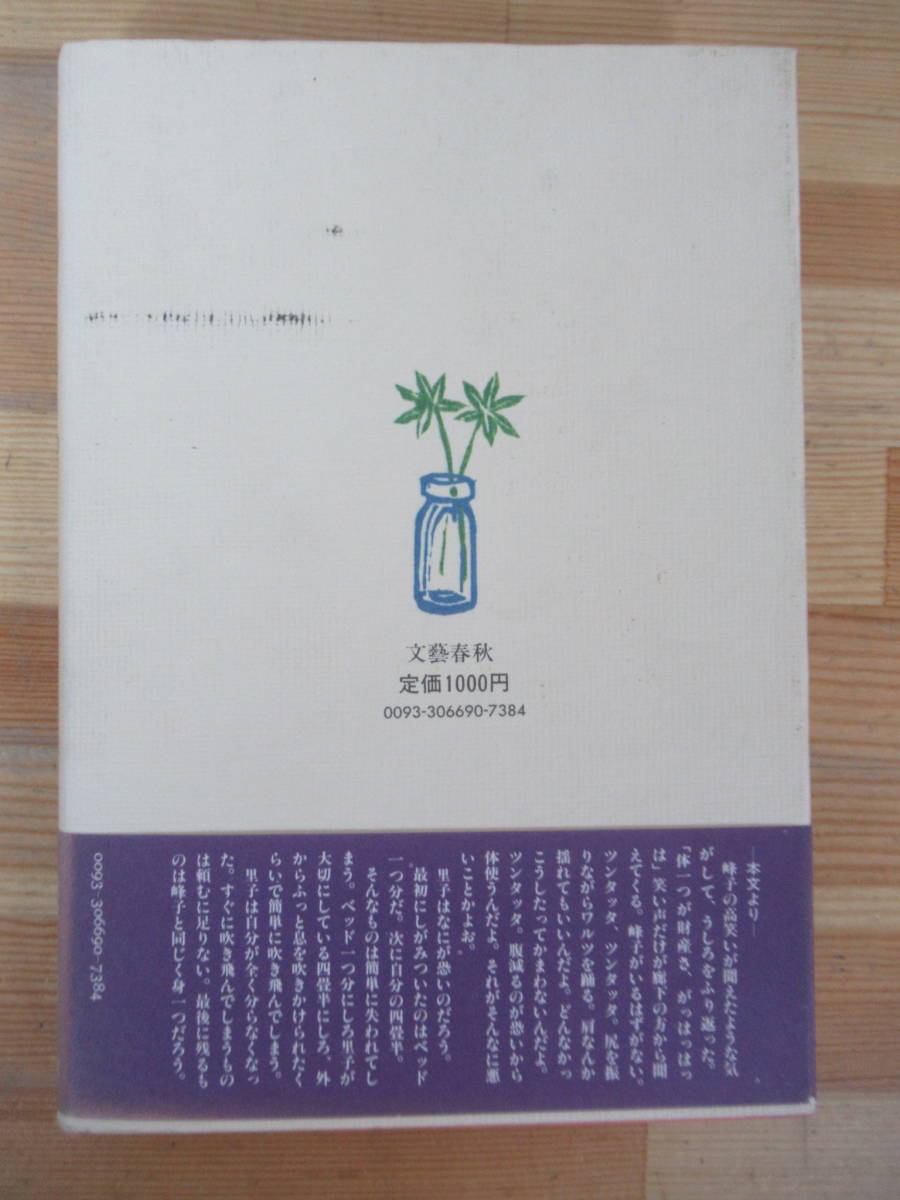 文藝春秋
定価1000円
0093-306690-7384
―本文より―
峰子の高笑いが聞えたような気
がして、うしろをふり返った。
「体一つが財産さ、がっはっはっ
は」笑い声だけが廊下の方から聞
えてくる。峰子がいるはずがない。
ツンタッタ、ツンタッタ。尻を振
りながらワルツを踊る。肩なんか
揺れてもいいんだよ。どんなかっ
こうしたってかまわないんだよ。
ツンタッタ。腹減るのが恐いから
体使うんだよ。それがそんなに悪
いことかよお。
里子はなにが恐いのだろう。
最初にしがみついたのはベッド
一つ分だ。次に自分の四畳半。
そんなものは簡単に失われてし
まう。ベッド一つ分にしろ里子が
大切にしている四畳半にしろ、外
からふっと息を吹きかけられたく
らいで簡単に吹き飛んでしまう。
里子は自分が全く分らなくなっ
た。すぐに吹き飛んでしまうもの
は頼むに足りない。最後に残るも
のは峰子と同じく身一つだろう。
0093-306690-7384